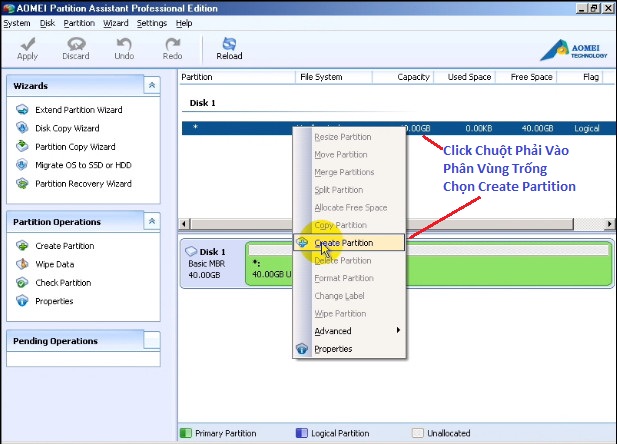 AOMEI Partition Assistant Professional Edition
System Disk Partition Wizard Settings Help
Apply Discard Undo Redo Reload
AOMEI
TECHNOLOGY
Wizards
Extend Partition Wizard
Disk Copy Wizard
Partition Copy Wizard
Migrate OS to SSD or HDD
Partition Recovery Wizard
Partition Operations
Create Partition
Wipe Data
Check Partition
Properties
Pending Operations
Partition File System Capacity Used Space Free Space Flag
Disk 1
* 40.00GB 0.00KB 40.00GB Logical
Resize Partition
Move Partition
Merge Partitions
Split Partition
Allocate Free Space
Copy Partition
Create Partition
Delete Partition
Format Partition
Change Label
Wipe Partition
Advanced
Properties
Click Chuột Phải Vào
Phân Vùng Trống
Chọn Create Partition
Disk 1
Basic MBR
40.00GB
*:
40.00GB U
Primary Partition Logical Partition Unallocated